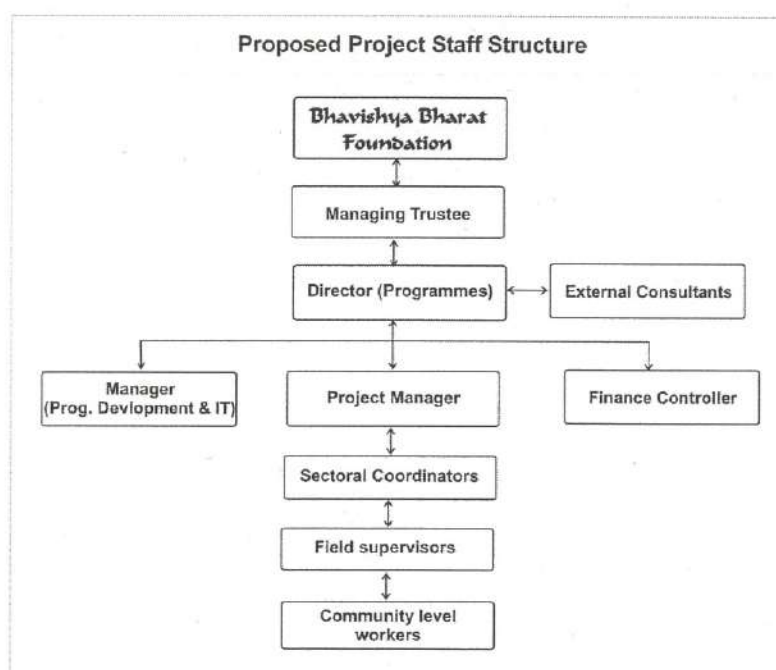 Proposed Project Staff Structure
Bhavishya Bharat
Foundation
Managing Trustee
Director (Programmes)
External Consultants
Manager
(Prog. Devlopment & IT)
Project Manager
Finance Controller
Sectoral Coordinators
Field supervisors
Community level
workers